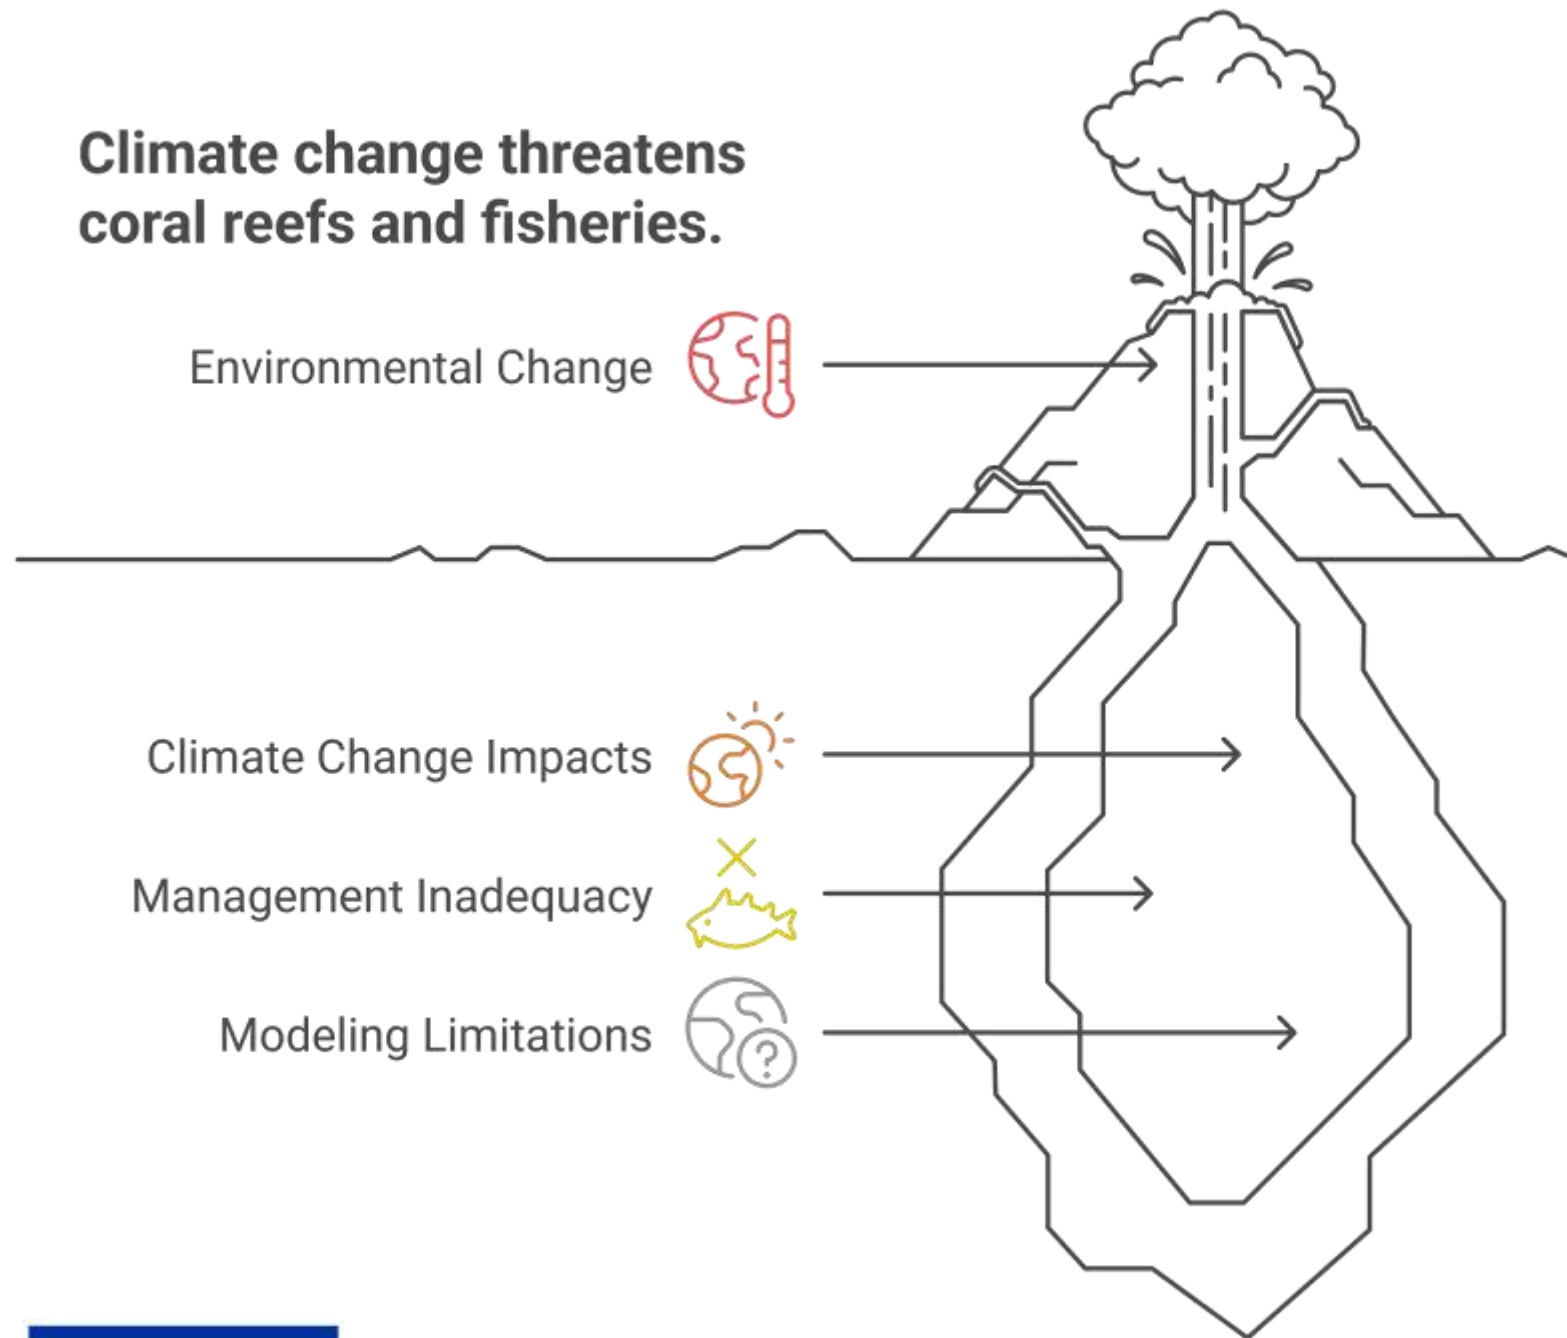 Climate change threatens
coral reefs and fisheries.
Environmental Change
Climate Change Impacts
Management Inadequacy
Modeling Limitations
?